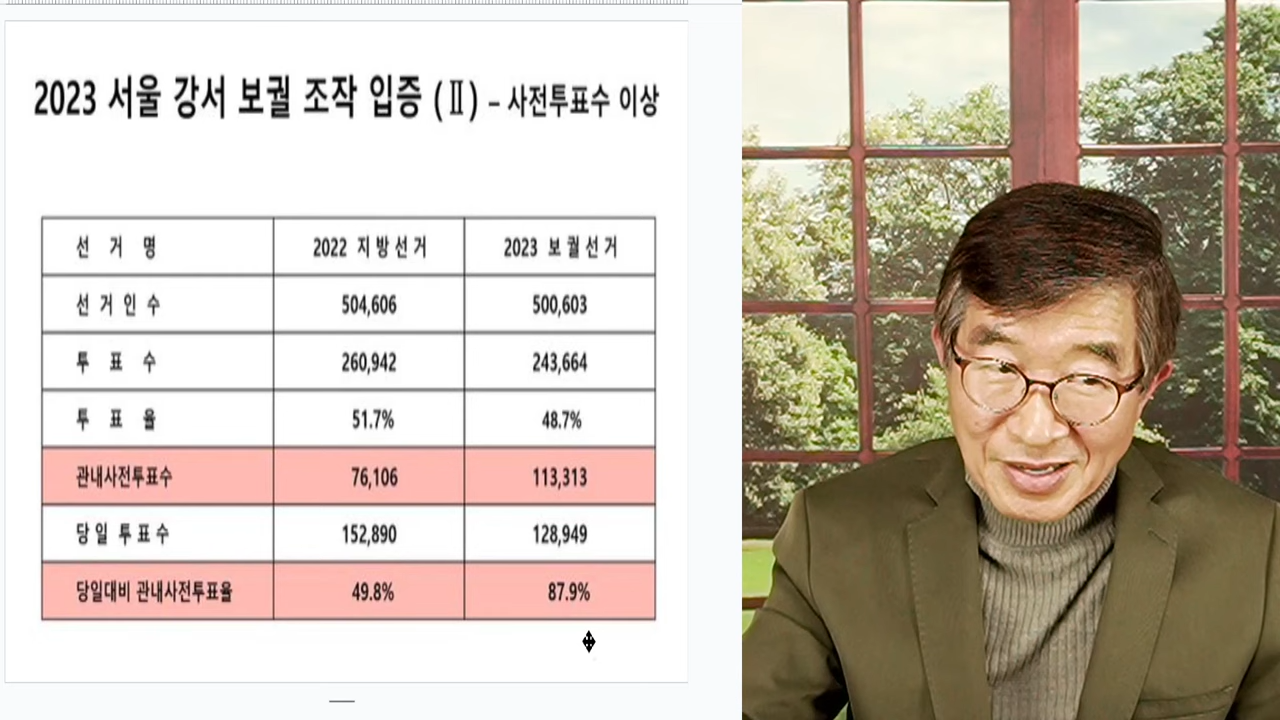 2023 서울 강서 보궐 조작 입증 (Ⅱ) – 사전투표수 이상
선 거 명 2022 지방선거 2023 보궐선거
선 거 인 수 504,606 500,603
투 표 수 260,942 243,664
투 표 율 51.7% 48.7%
관내사전투표수 76,106 113,313
당일 투표수 152,890 128,949
당일대비 관내사전투표율 49.8% 87.9%